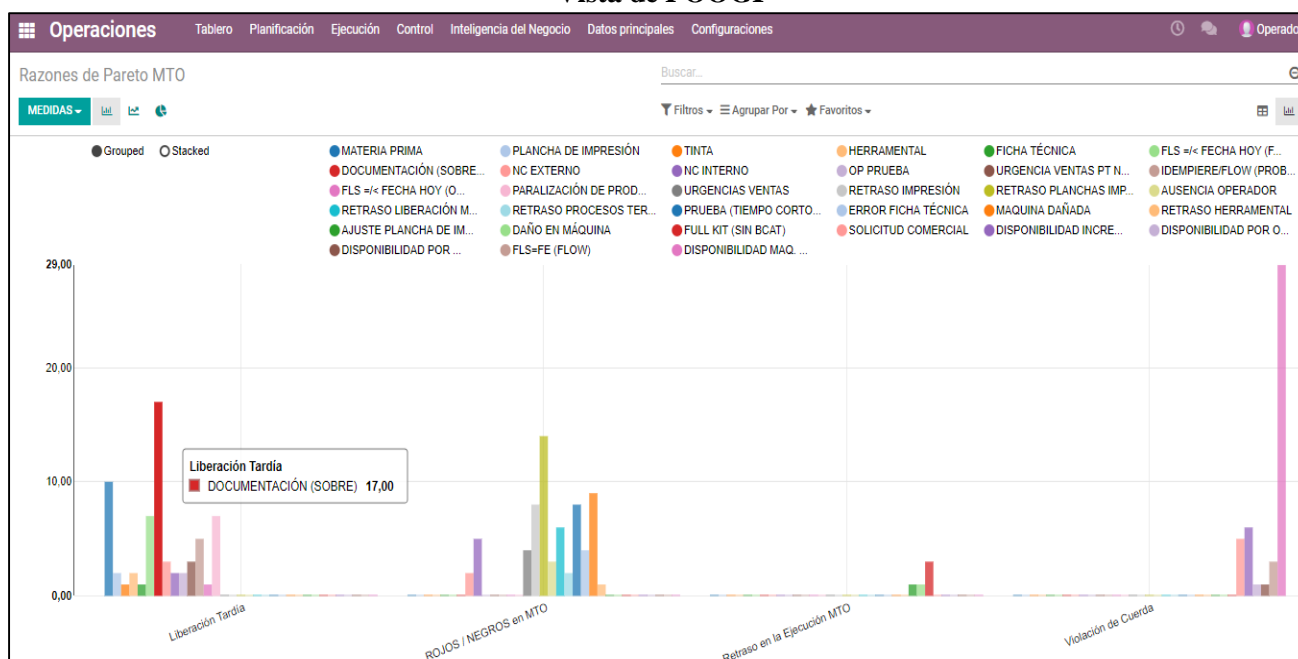 Vista de POOGI
Operaciones Tablero Planificación Ejecución Control Inteligencia del Negocio Datos principales Configuraciones Operado
Razones de Pareto MTO Buscar...
MEDIDAS Filtros Agrupar Por Favoritos
Grouped Stacked MATERIA PRIMA PLANCHA DE IMPRESIÓN TINTA HERRAMENTAL FICHA TÉCNICA FLS =/< FECHA HOY (F...
DOCUMENTACIÓN (SOBRE... NC EXTERNO NC INTERNO OP PRUEBA URGENCIA VENTAS PT N... IDEMPIERE/FLOW (PROB...
FLS =/< FECHA HOY (O... PARALIZACIÓN DE PROD... URGENCIAS VENTAS RETRASO IMPRESIÓN RETRASO PLANCHAS IMP... AUSENCIA OPERADOR
RETRASO LIBERACIÓN M... RETRASO PROCESOS TER... PRUEBA (TIEMPO CORTO... ERROR FICHA TÉCNICA MAQUINA DAÑADA RETRASO HERRAMENTAL
AJUSTE PLANCHA DE IM... DAÑO EN MÁQUINA FULL KIT (SIN BCAT) SOLICITUD COMERCIAL DISPONIBILIDAD INCRE... DISPONIBILIDAD POR O...
DISPONIBILIDAD POR ... FLS=FE (FLOW) DISPONIBILIDAD MAQ. ...
29,00
20,00
Liberación Tardía
DOCUMENTACIÓN (SOBRE) 17,00
10,00
0,00
Liberación Tardía ROJOS / NEGROS en MTO Retraso en la Ejecución MTO Violación de Cuerda